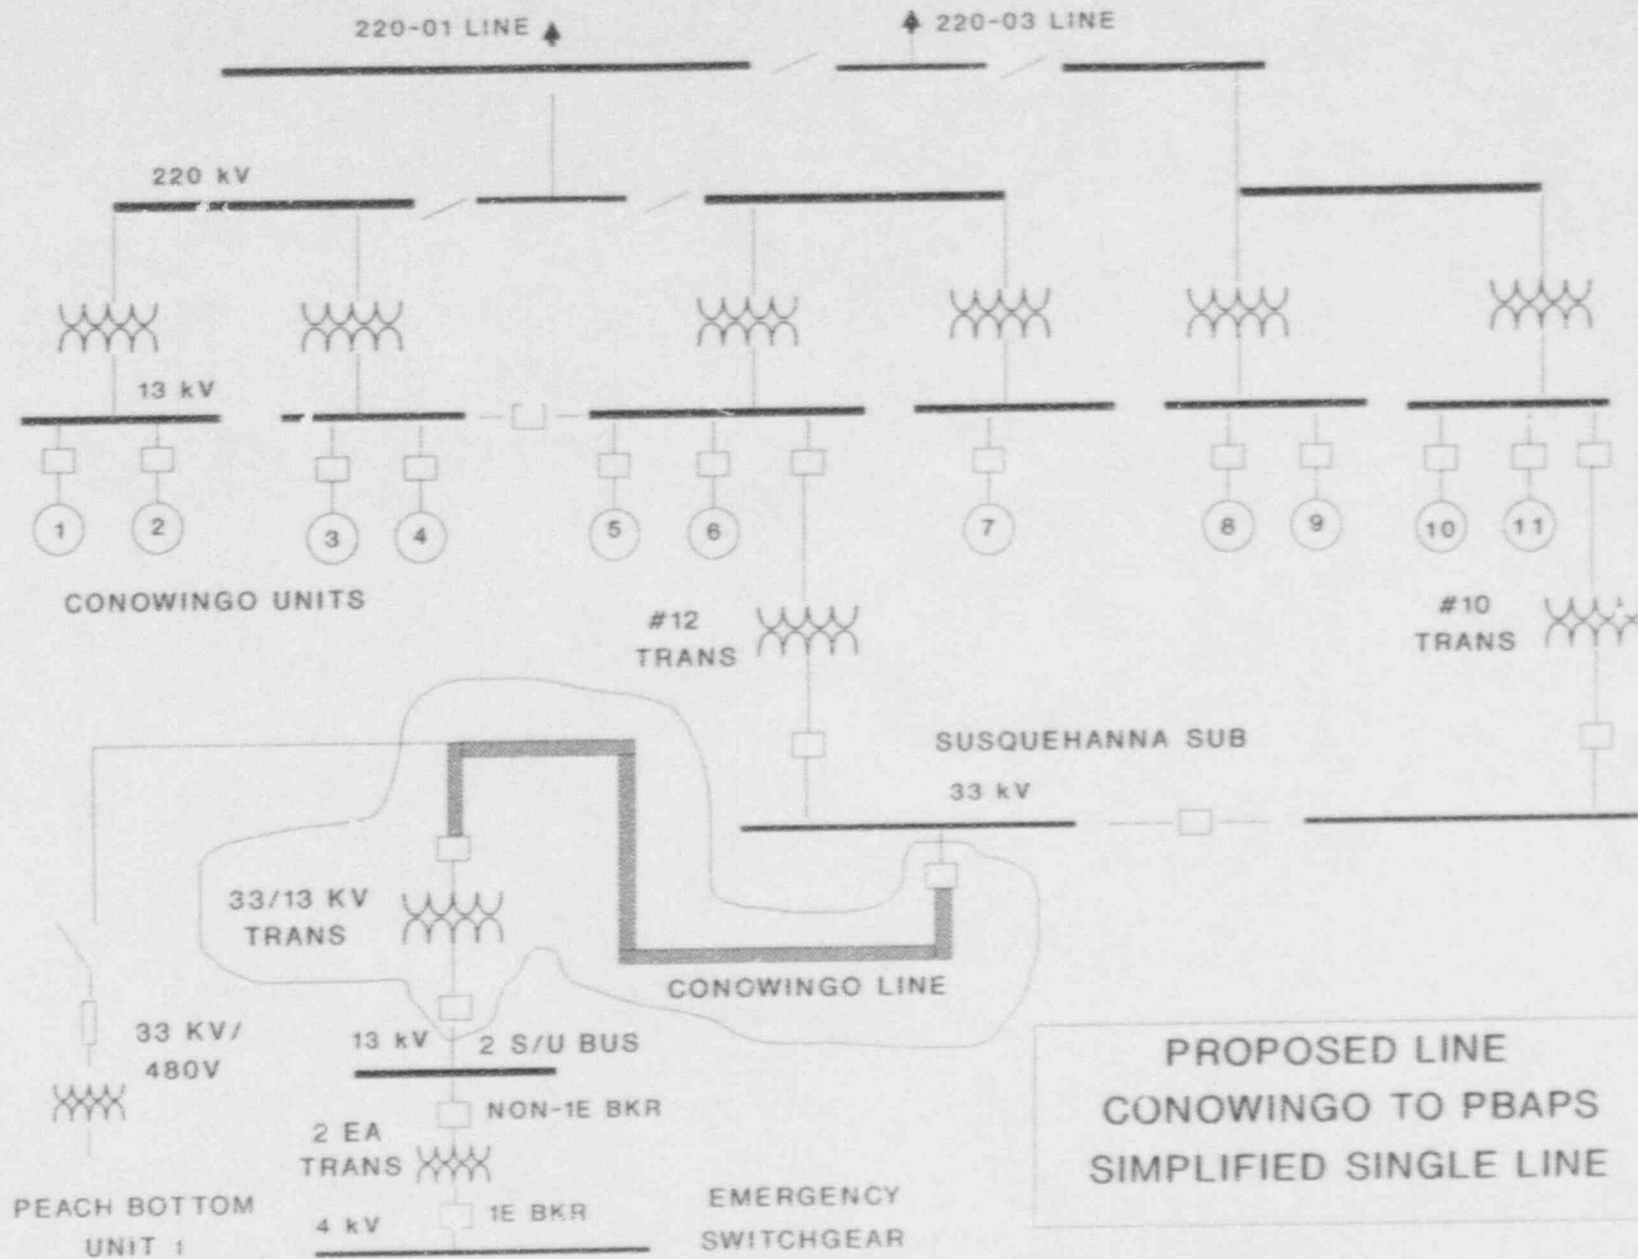 220-01 LINE
220-03 LINE
220 kV
13 kV
1
2
3
4
5
6
7
8
9
10
11
CONOWINGO UNITS
#12
TRANS
#10
TRANS
SUSQUEHANNA SUB
33 kV
33/13 KV
TRANS
CONOWINGO LINE
33 KV/
480V
13 kV
2 S/U BUS
NON-1E BKR
2 EA
TRANS
1E BKR
4 kV
PEACH BOTTOM
UNIT 1
EMERGENCY
SWITCHGEAR
PROPOSED LINE
CONOWINGO TO PBAPS
SIMPLIFIED SINGLE LINE